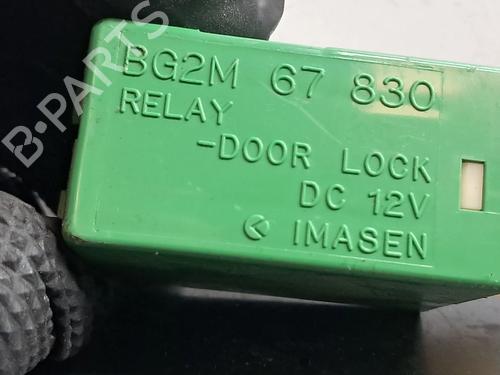 BG2M 67 830
RELAY
-DOOR LOCK
DC 12V
IMASEN
B-PARTS